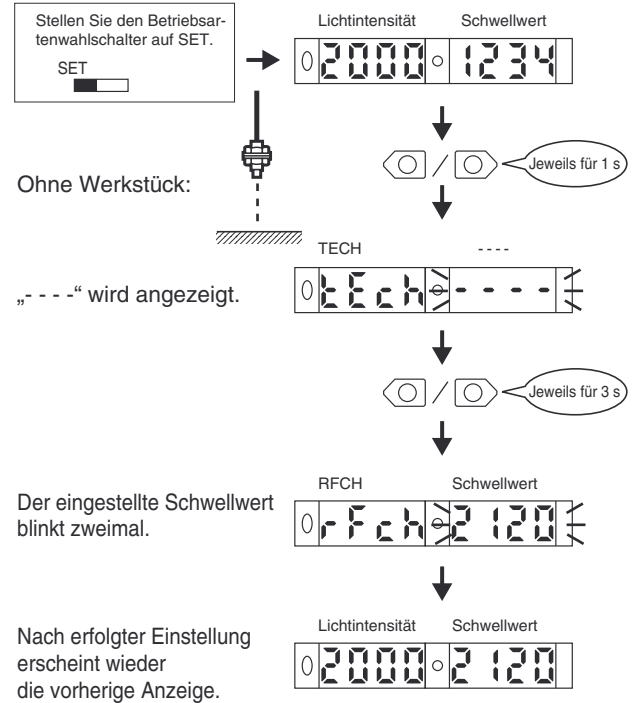 Stellen Sie den Betriebsar-
tenwahlschalter auf SET.
SET
Lichtintensität Schwellwert
2000 1234
Jeweils für 1 s
Ohne Werkstück:
TECH - - - -
tEch - - - -
„- - - -“ wird angezeigt.
Jeweils für 3 s
RFCH Schwellwert
rFch 2120
Der eingestellte Schwellwert
blinkt zweimal.
Lichtintensität Schwellwert
2000 2120
Nach erfolgter Einstellung
erscheint wieder
die vorherige Anzeige.